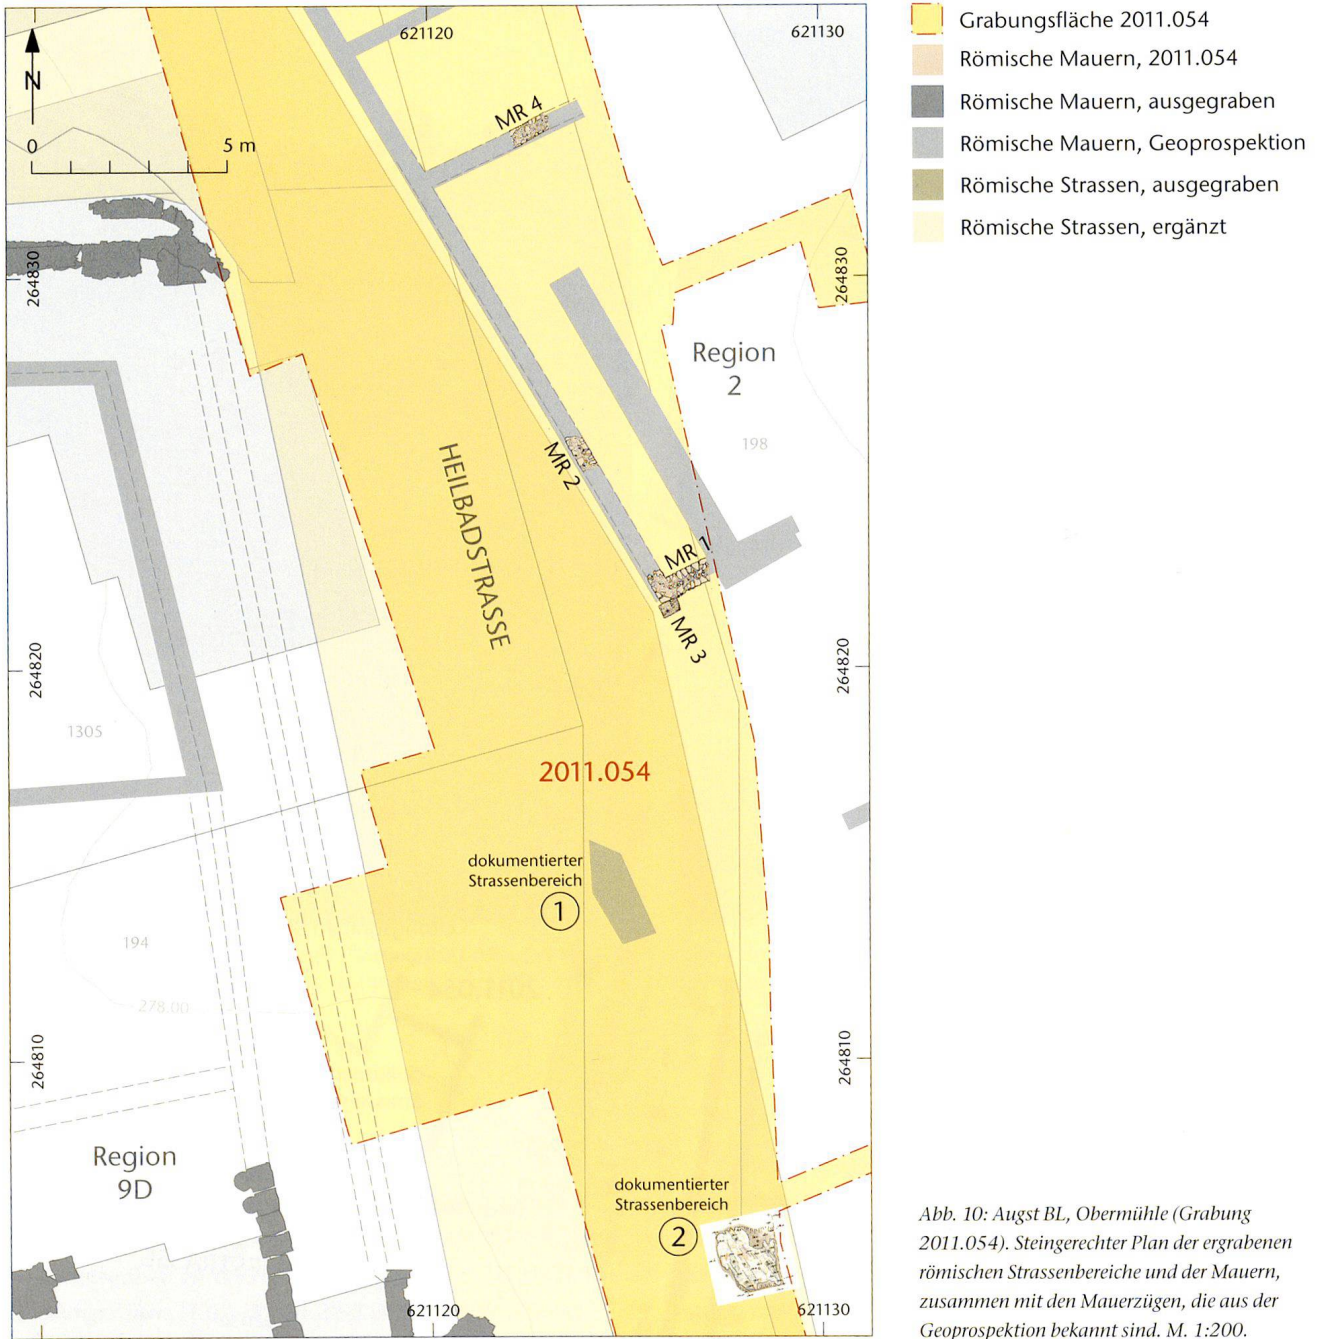 621120
621130
N
0
5 m
MR 4
264830
264830
Region
2
198
HEILBADSTRASSE
MR 2
MR 1
MR 3
264820
264820
1305
2011.054
dokumentierter
Strassenbereich
1
194
278.00
264810
264810
Region
9D
dokumentierter
Strassenbereich
2
621120
621130
Grabungsfläche 2011.054
Römische Mauern, 2011.054
Römische Mauern, ausgegraben
Römische Mauern, Geoprospektion
Römische Strassen, ausgegraben
Römische Strassen, ergänzt
Abb. 10: Augst BL, Obermühle (Grabung
2011.054). Steingerechter Plan der ergrabenen
römischen Strassenbereiche und der Mauern,
zusammen mit den Mauerzügen, die aus der
Geoprospektion bekannt sind. M. 1:200.